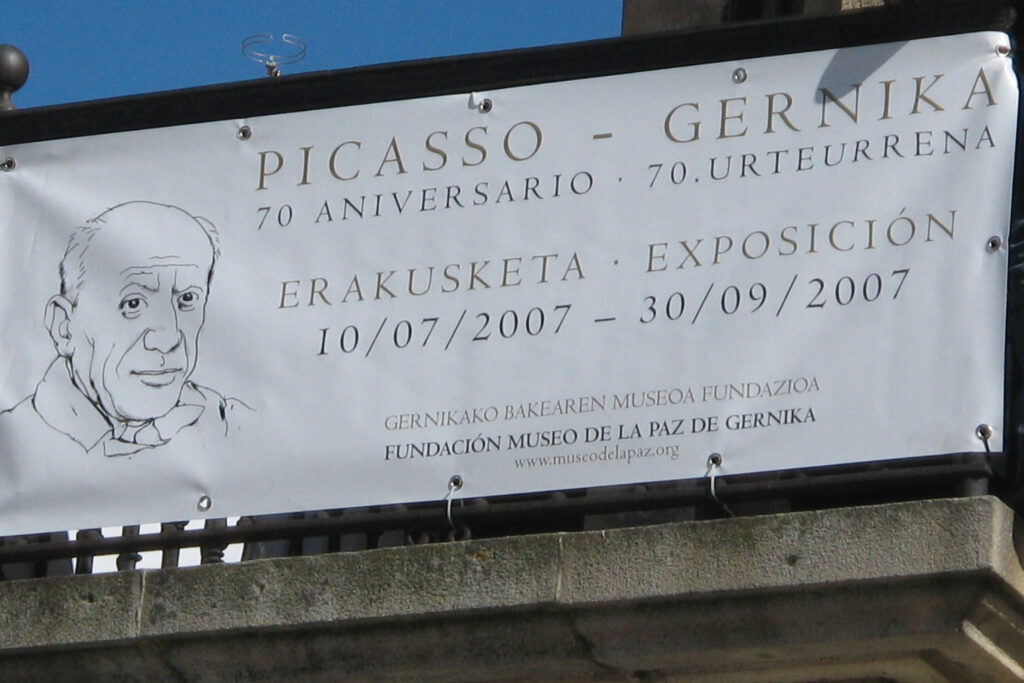 PICASSO - GERNIKA
70 ANIVERSARIO · 70.URTEURRENA
ERAKUSKETA · EXPOSICIÓN
10/07/2007 – 30/09/2007
GERNIKAKO BAKEAREN MUSEOA FUNDAZIOA
FUNDACIÓN MUSEO DE LA PAZ DE GERNIKA
www.museodelapaz.org